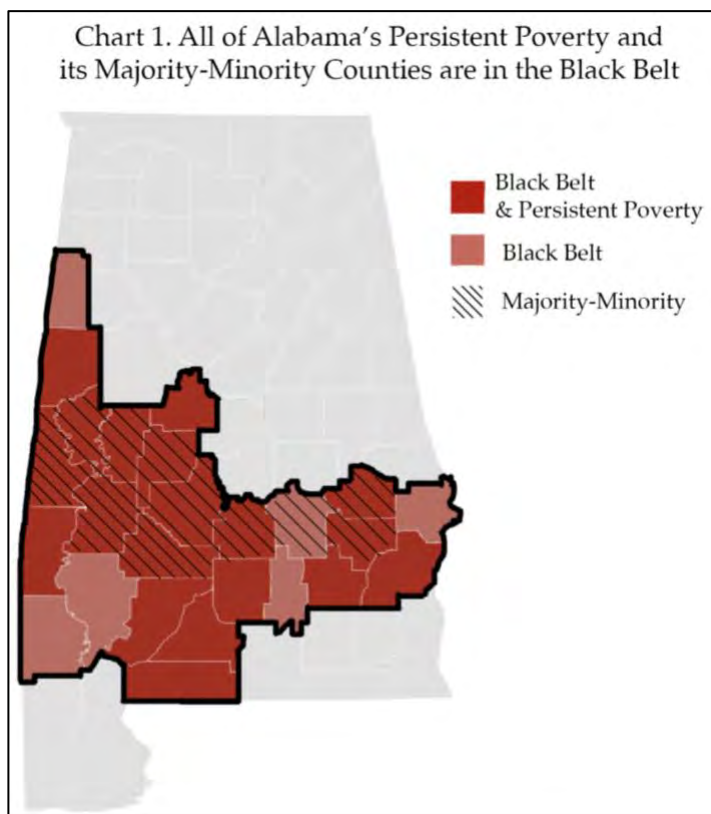 Chart 1. All of Alabama's Persistent Poverty and
its Majority-Minority Counties are in the Black Belt
Black Belt
& Persistent Poverty
Black Belt
Majority-Minority